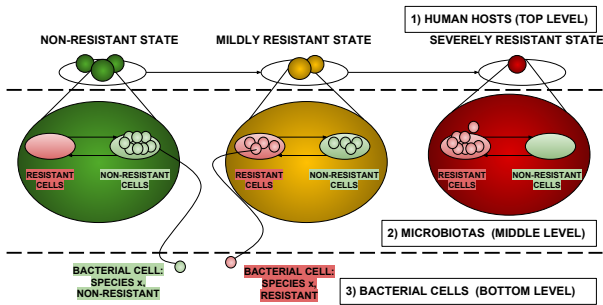 1) HUMAN HOSTS (TOP LEVEL)
NON-RESISTANT STATE
MILDLY RESISTANT STATE
SEVERELY RESISTANT STATE
RESISTANT
CELLS
NON-RESISTANT
CELLS
RESISTANT
CELLS
NON-RESISTANT
CELLS
RESISTANT
CELLS
NON-RESISTANT
CELLS
2) MICROBIOTAS (MIDDLE LEVEL)
BACTERIAL CELL:
SPECIES x,
NON-RESISTANT
BACTERIAL CELL:
SPECIES x,
RESISTANT
3) BACTERIAL CELLS (BOTTOM LEVEL)